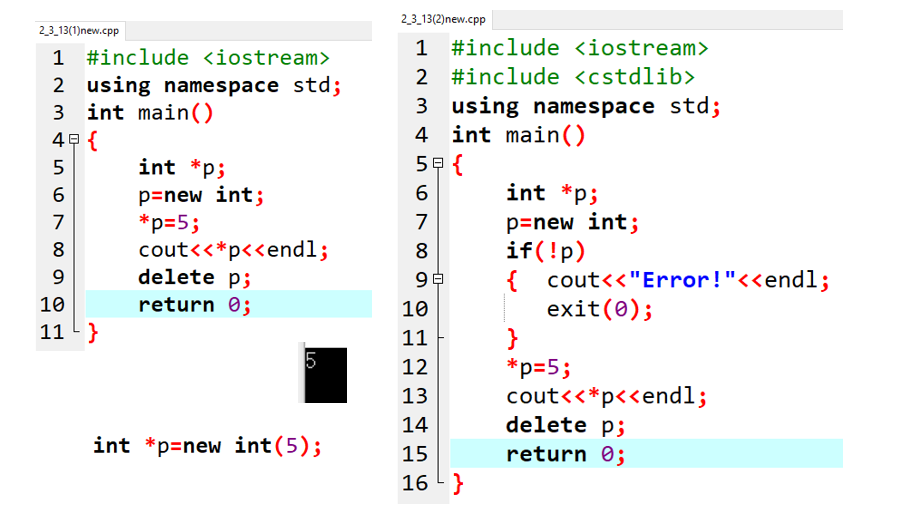 2_3_13(1)new.cpp
1 #include <iostream>
2 using namespace std;
3 int main()
4 {
5 int *p;
6 p=new int;
7 *p=5;
8 cout<<*p<<endl;
9 delete p;
10 return 0;
11 }
5
int *p=new int(5);
2_3_13(2)new.cpp
1 #include <iostream>
2 #include <cstdlib>
3 using namespace std;
4 int main()
5 {
6 int *p;
7 p=new int;
8 if(!p)
9 { cout<<"Error!"<<endl;
10 exit(0);
11 }
12 *p=5;
13 cout<<*p<<endl;
14 delete p;
15 return 0;
16 }